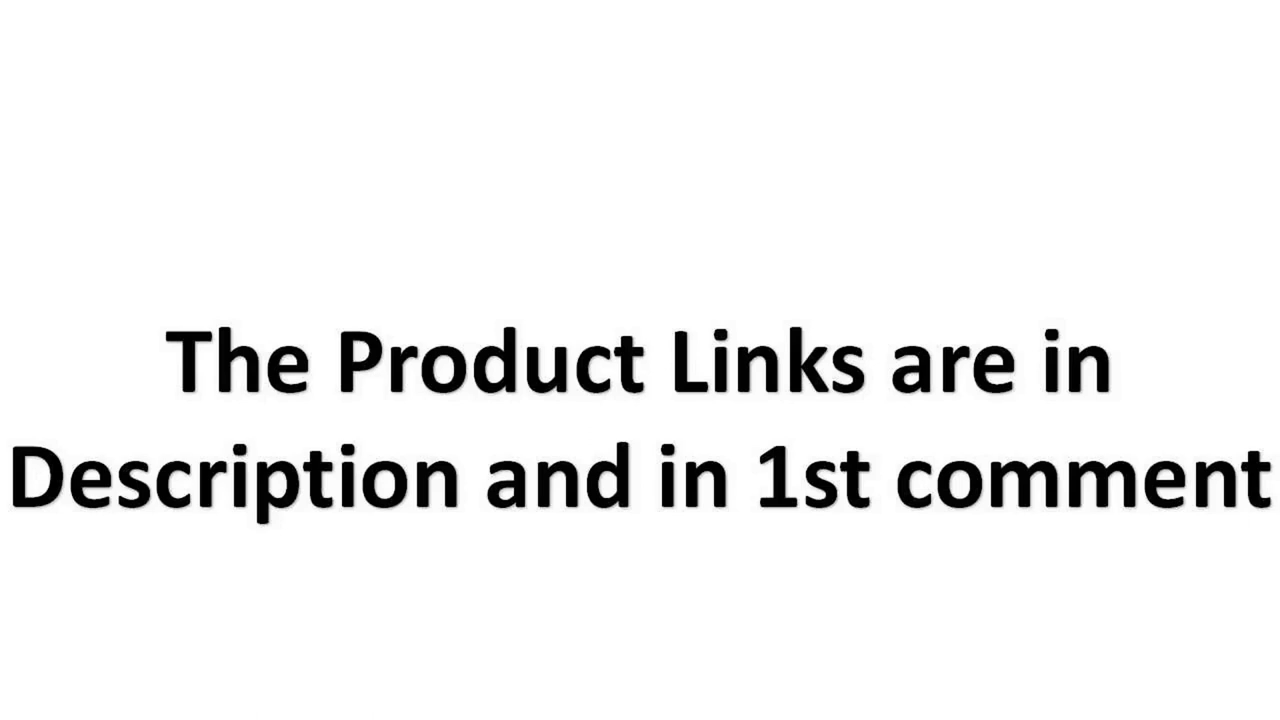 The Product Links are in
Description and in 1st comment